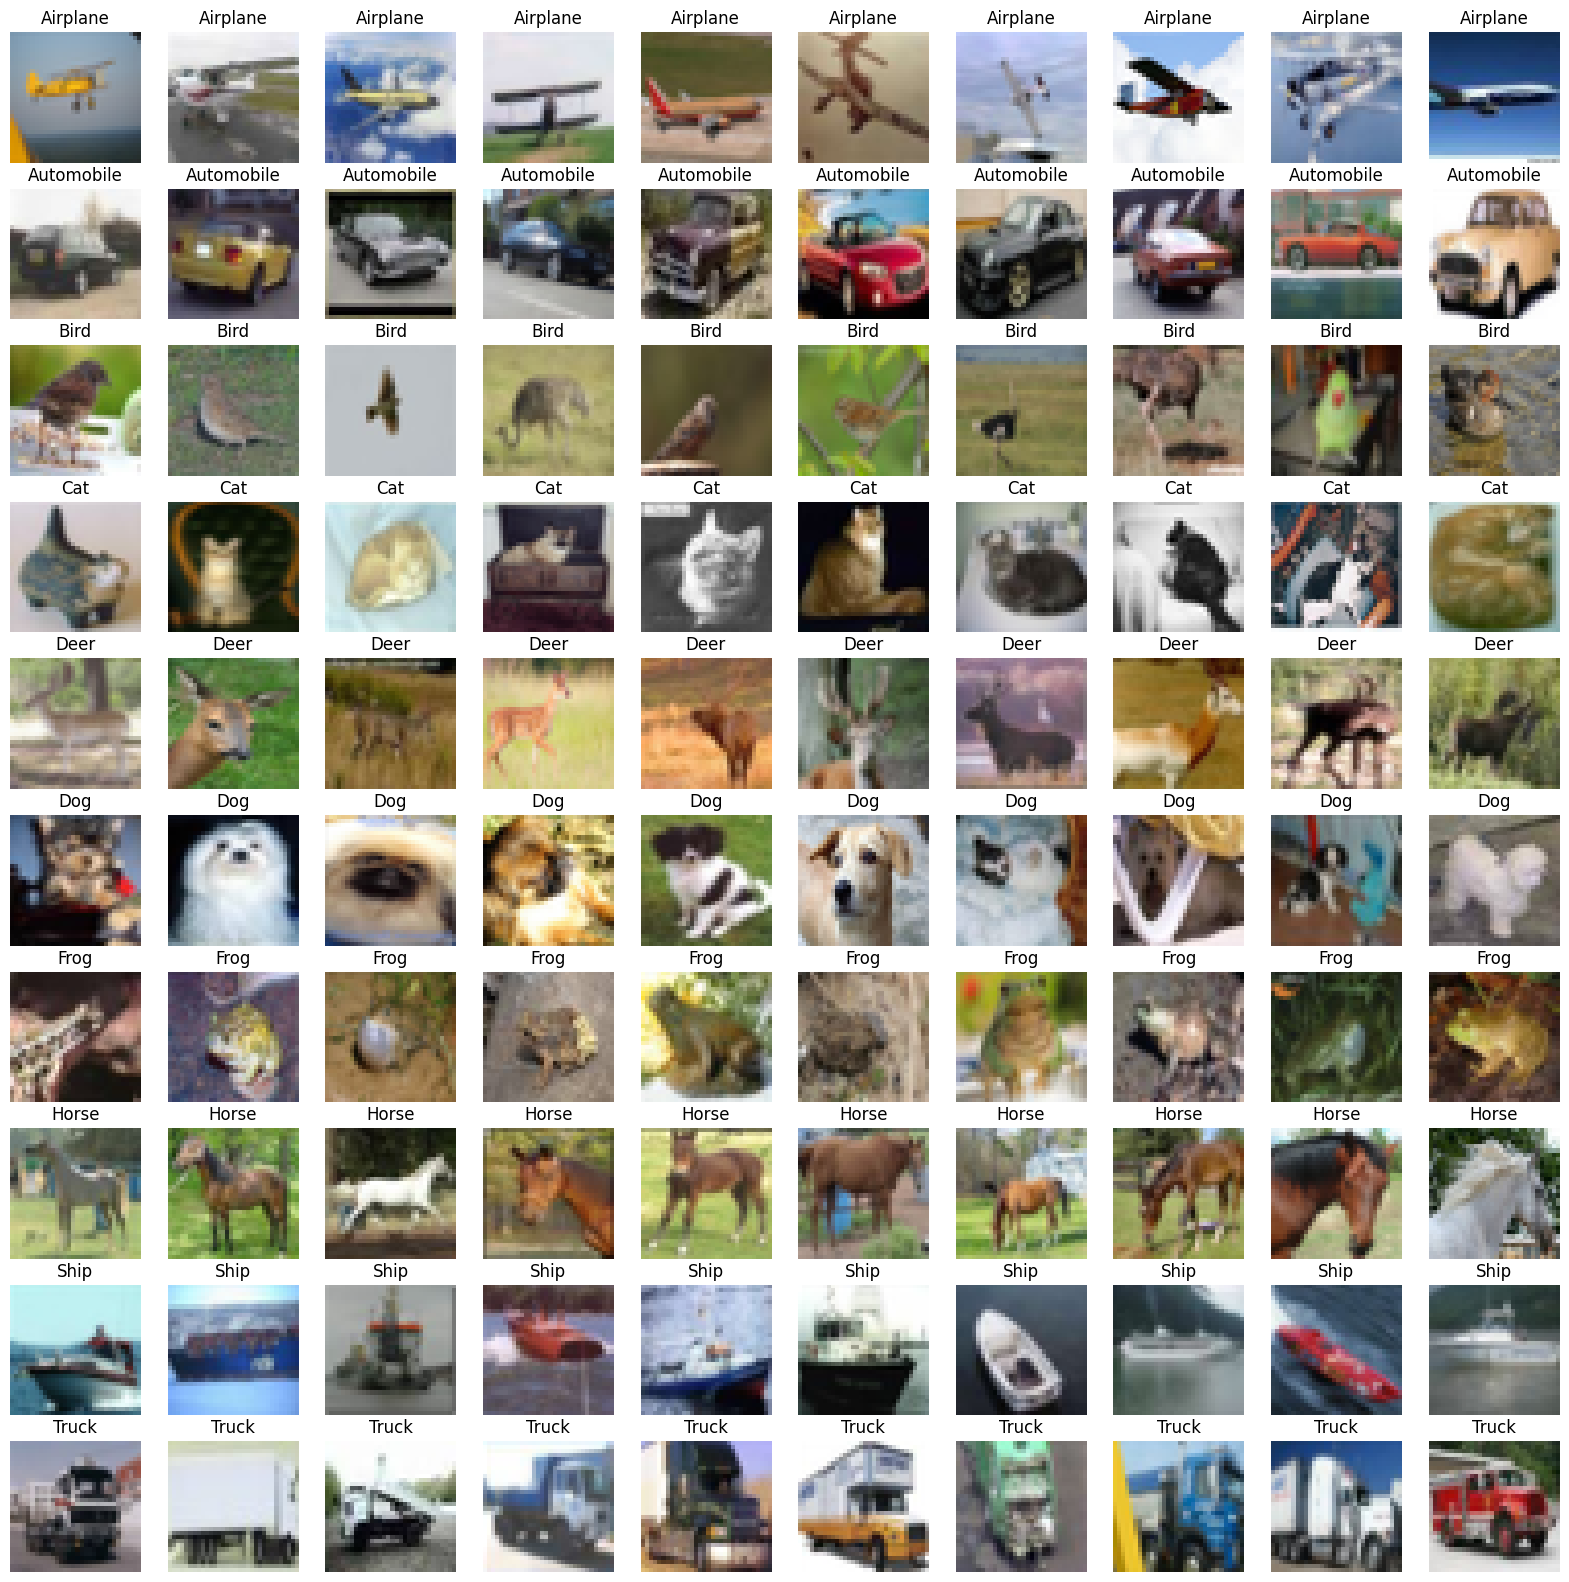 Airplane Airplane Airplane Airplane Airplane Airplane Airplane Airplane Airplane Airplane
Automobile Automobile Automobile Automobile Automobile Automobile Automobile Automobile Automobile Automobile
Bird Bird Bird Bird Bird Bird Bird Bird Bird Bird
Cat Cat Cat Cat Cat Cat Cat Cat Cat Cat
Deer Deer Deer Deer Deer Deer Deer Deer Deer Deer
Dog Dog Dog Dog Dog Dog Dog Dog Dog Dog
Frog Frog Frog Frog Frog Frog Frog Frog Frog Frog
Horse Horse Horse Horse Horse Horse Horse Horse Horse Horse
Ship Ship Ship Ship Ship Ship Ship Ship Ship Ship
Truck Truck Truck Truck Truck Truck Truck Truck Truck Truck